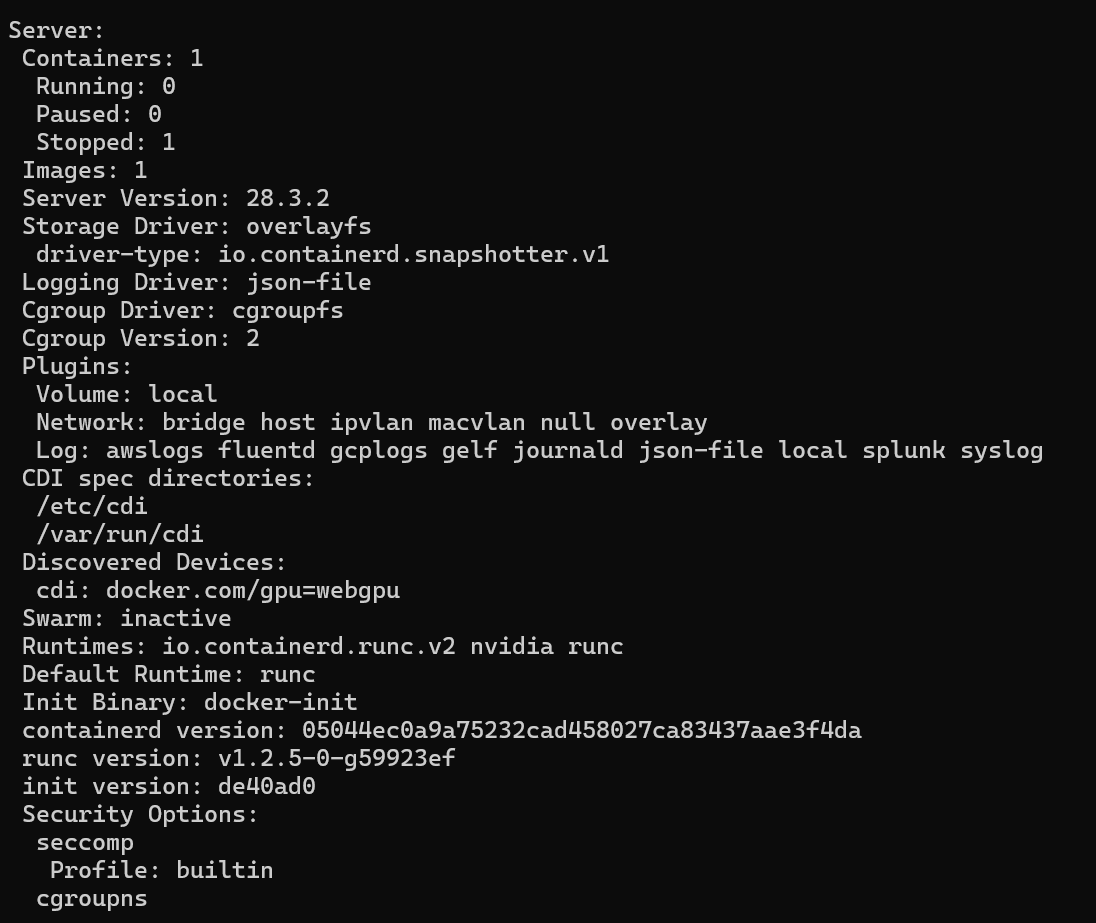 Server:
 Containers: 1
  Running: 0
  Paused: 0
  Stopped: 1
 Images: 1
 Server Version: 28.3.2
 Storage Driver: overlayfs
  driver-type: io.containerd.snapshotter.v1
 Logging Driver: json-file
 Cgroup Driver: cgroupfs
 Cgroup Version: 2
 Plugins:
  Volume: local
  Network: bridge host ipvlan macvlan null overlay
  Log: awslogs fluentd gcplogs gelf journald json-file local splunk syslog
 CDI spec directories:
  /etc/cdi
  /var/run/cdi
 Discovered Devices:
  cdi: docker.com/gpu=webgpu
 Swarm: inactive
 Runtimes: io.containerd.runc.v2 nvidia runc
 Default Runtime: runc
 Init Binary: docker-init
 containerd version: 05044ec0a9a75232cad458027ca83437aae3f4da
 runc version: v1.2.5-0-g59923ef
 init version: de40ad0
 Security Options:
  seccomp
   Profile: builtin
  cgroupns